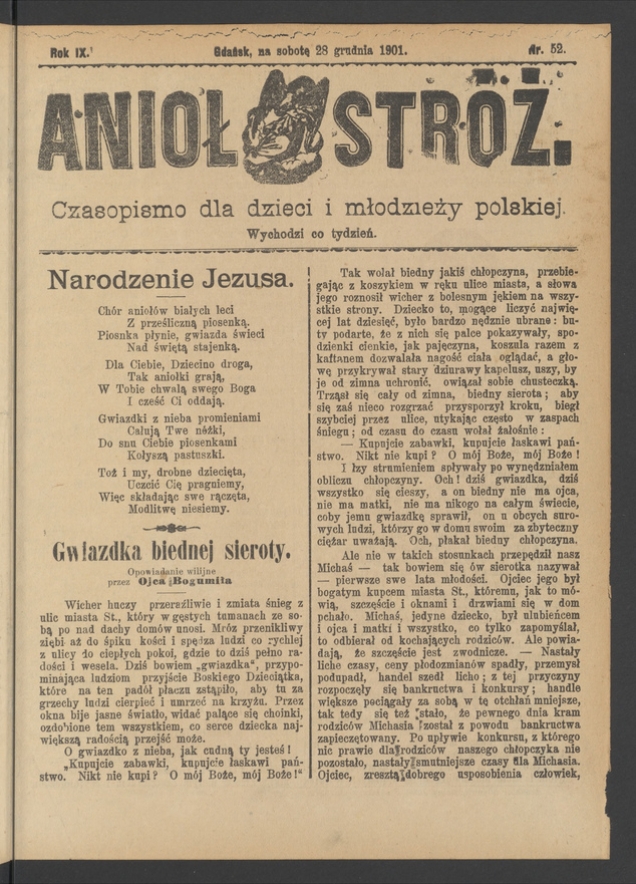 Rok IX.
Gdańsk, na sobotę 28 grudnia 1901.
Nr. 52.
ANIOŁ STRÓŻ.
Czasopismo dla dzieci i młodzieży polskiej.
Wychodzi co tydzień.
Narodzenie Jezusa.
Chór aniołów białych leci
Z prześliczną piosenką.
Piosnka płynie, gwiazda świeci
Nad świętą stajenką.
Dla Ciebie, Dziecino droga,
Tak aniołki grają,
W Tobie chwalą swego Boga
I cześć Ci oddają.
Gwiazdki z nieba promieniami
Całują Twe nóżki,
Do snu Ciebie piosenkami
Kołyszą pastuszki.
Toż i my, drobne dziecięta,
Uczcić Cię pragniemy,
Więc składając swe rączęta,
Modlitwę niesiemy.
Gwiazdka biednej sieroty.
Opowiadanie wilijne
przez Ojca Bogumiła
Wicher huczy przeraźliwie i zmiata śnieg z
ulic miasta St., który w gęstych tumanach ze so-
bą po nad dachy domów unosi. Mróz przenikliwy
ziębi aż do śpiku kości i spędza ludzi co rychlej
z ulicy do ciepłych pokoi, gdzie to dziś pełno ra-
dości i wesela. Dziś bowiem „gwiazdka", przypo-
minająca ludziom przyjście Boskiego Dzieciątka,
które na ten padół płaczu zstąpiło, aby tu za
grzechy ludzi cierpieć i umrzeć na krzyżu. Przez
okna bije jasne światło, widać palące się choinki,
ozdobione tem wszystkiem, co serce dziecka naj-
większą radością przejść może.
O gwiazdko z nieba, jak cudną ty jesteś!
„Kupujcie zabawki, kupujcie łaskawi pań-
stwo. Nikt nie kupi? O mój Boże, mój Boże!"
Tak wołał biedny jakiś chłopczyna, przebie-
gając z koszykiem w ręku ulice miasta, a słowa
jego roznosił wicher z bolesnym jękiem na wszy-
stkie strony. Dziecko to, mogące liczyć najwię-
cej lat dziesięć, było bardzo nędznie ubrane: bu-
ty podarte, że z nich się palce pokazywały, spo-
dzienki cienkie, jak pajęczyna, koszula razem z
kaftanem dozwalała nagość ciała oglądać, a gło-
wę przykrywał stary dziurawy kapelusz, uszy, by
je od zimna uchronić, owiązał sobie chusteczką.
Trząsł się cały od zimna, biedny sierota; aby
się zaś nieco rozgrzać przysporzył kroku, biegł
szybciej przez ulice, utykając często w zaspach
śniegu; od czasu do czasu wołał żałośnie:
— Kupujcie zabawki, kupujcie łaskawi pań-
stwo. Nikt nie kupi? O mój Boże, mój Boże!
I łzy strumieniem spływały po wynędzniałem
obliczu chłopczyny. Och! dziś gwiazdka, dziś
wszystko się cieszy, a on biedny nie ma ojca,
nie ma matki, nie ma nikogo na całym świecie,
coby jemu gwiazdkę sprawił, on u obcych suro-
wych ludzi, którzy go w domu swoim za zbyteczny
ciężar uważają. Och, płakał biedny chłopczyna.
Ale nie w takich stosunkach przepędził nasz
Michaś — tak bowiem się ów sierotka nazywał
— pierwsze swe lata młodości. Ojciec jego był
bogatym kupcem miasta St., któremu, jak to mó-
wią, szczęście i oknami i drzwiami się w dom
pchało. Michaś, jedyne dziecko, był ulubieńcem
i ojca i matki i wszystko, co tylko zapomyślał,
to odbierał od kochających rodziców. Ale powia-
dają, że szczęście jest zwodnicze. — Nastały
liche czasy, ceny płodozmianów spadły, przemysł
podupadł, handel szedł licho; z tej przyczyny
rozpoczęły się bankructwa i konkursy; handle
większe pociągały za sobą w tę otchłań mniejsze,
tak tedy się też stało, że pewnego dnia kram
rodziców Michasia został z powodu bankructwa
zapieczętowany. Po upływie konkursu, z którego
nic prawie dla rodziców naszego chłopczyka nie
pozostało, nastały smutniejsze czasy dla Michasia.
Ojciec, zresztą dobrego usposobienia człowiek,